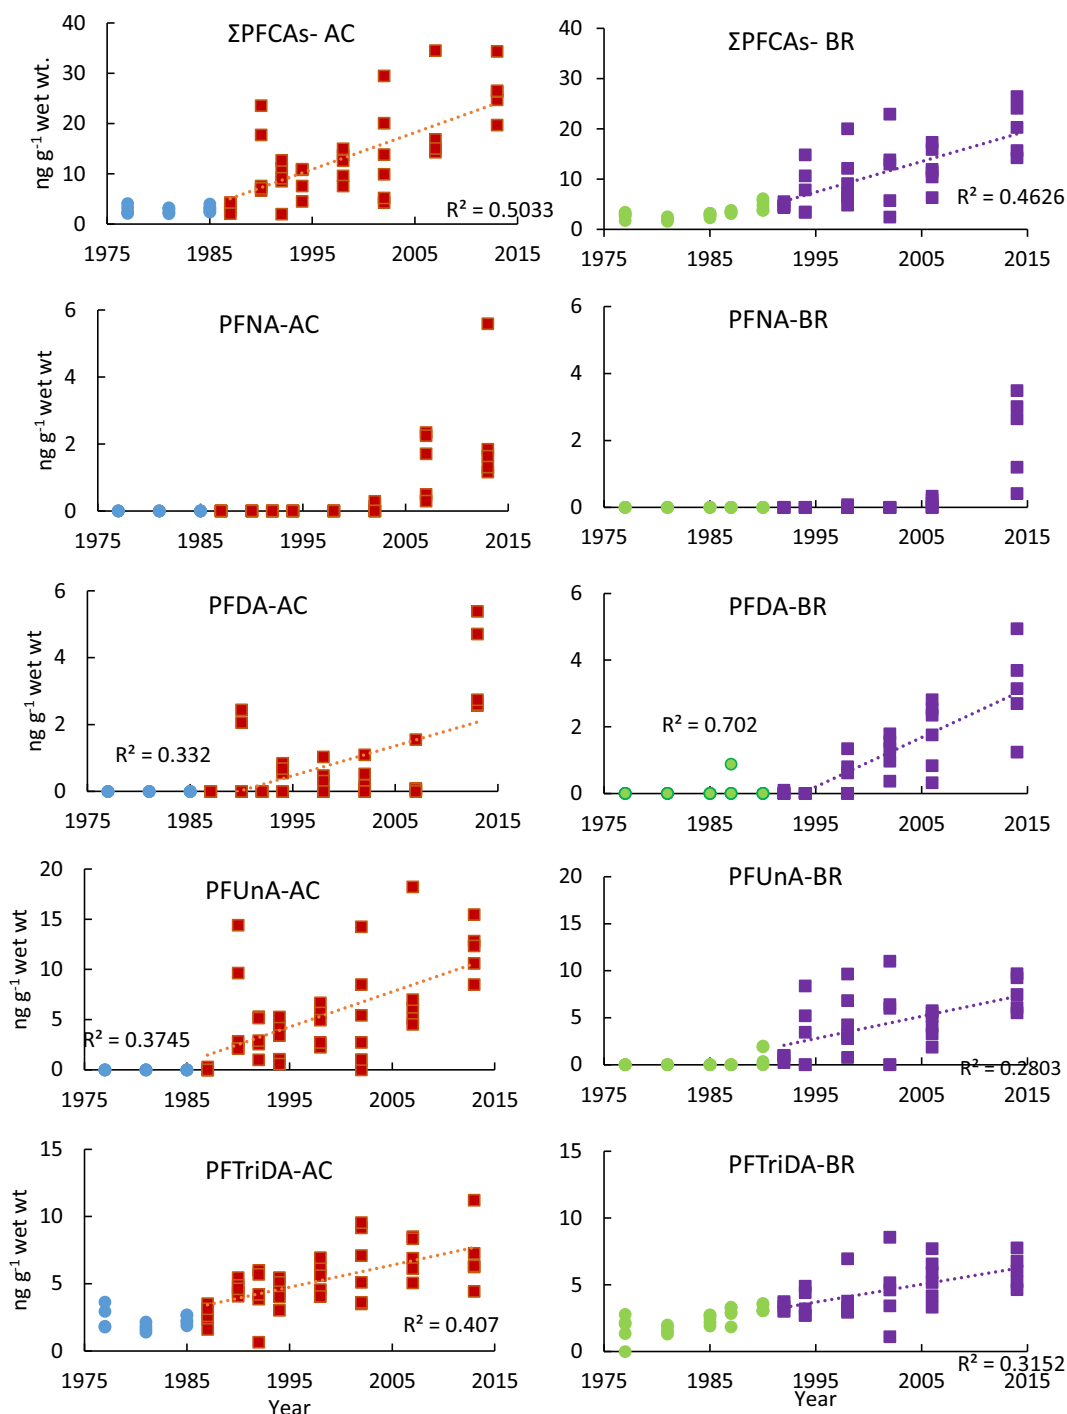 ΣPFCAs- AC
ng g⁻¹ wet wt.
40
30
20
10
0
R² = 0.5033
1975 1985 1995 2005 2015
ΣPFCAs- BR
40
30
20
10
0
R² = 0.4626
1975 1985 1995 2005 2015
PFNA-AC
ng g⁻¹ wet wt
6
4
2
0
1975 1985 1995 2005 2015
PFNA-BR
6
4
2
0
1975 1985 1995 2005 2015
PFDA-AC
ng g⁻¹ wet wt
6
4
2
0
R² = 0.332
1975 1985 1995 2005 2015
PFDA-BR
6
4
2
0
R² = 0.702
1975 1985 1995 2005 2015
PFUnA-AC
ng g⁻¹ wet wt
20
15
10
5
0
R² = 0.3745
1975 1985 1995 2005 2015
PFUnA-BR
20
15
10
5
0
R² = 0.2803
1975 1985 1995 2005 2015
PFTriDA-AC
ng g⁻¹ wet wt
15
10
5
0
R² = 0.407
1975 1985 1995 2005 2015
Year
PFTriDA-BR
15
10
5
0
R² = 0.3152
1975 1985 1995 2005 2015
Year